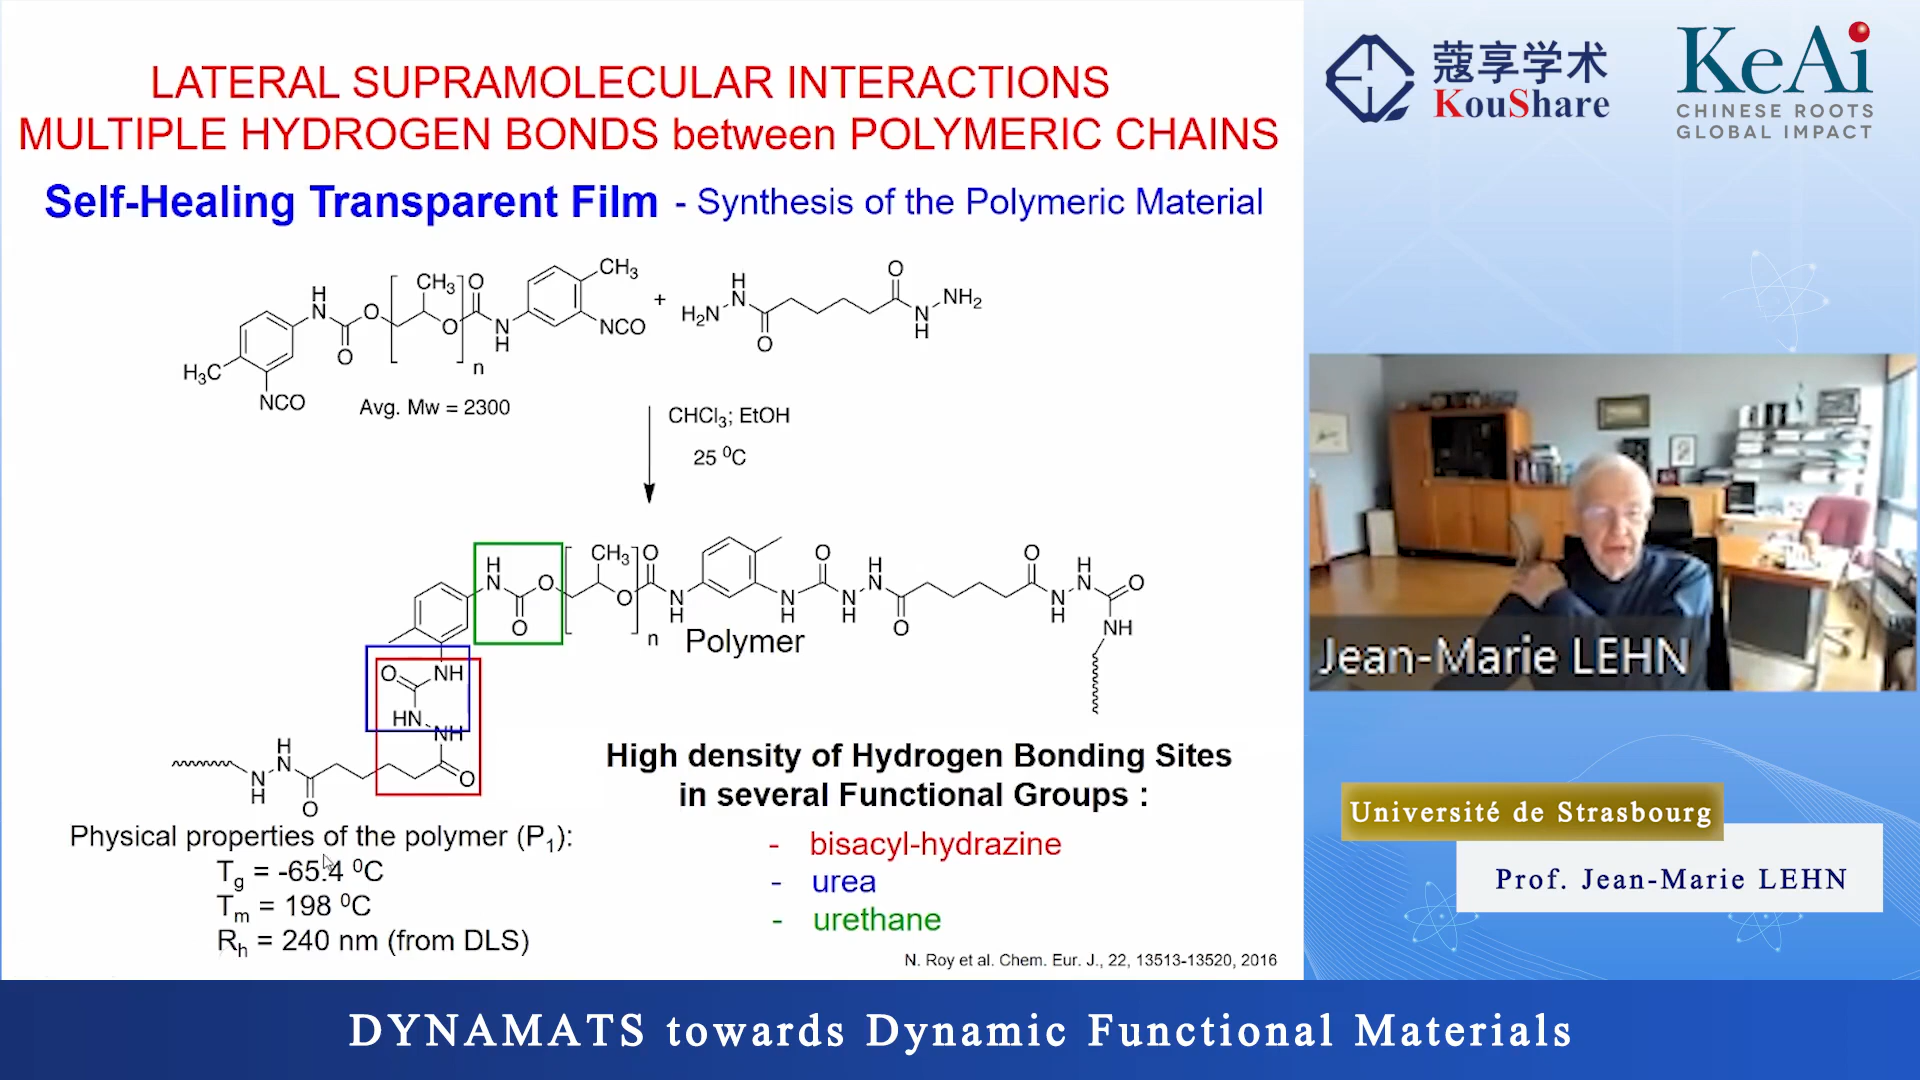 LATERAL SUPRAMOLECULAR INTERACTIONS
MULTIPLE HYDROGEN BONDS between POLYMERIC CHAINS
Self-Healing Transparent Film - Synthesis of the Polymeric Material
H₃C
NCO
H
N
O
O
CH₃
O
n
O
N
H
CH₃
NCO
+
H₂N
H
N
O
O
N
H
NH₂
Avg. Mw = 2300
CHCl₃; EtOH
25 ⁰C
H
N
O
O
CH₃
O
n
O
N
H
N
H
O
N
H
H
N
O
O
N
H
H
N
O
NH
Polymer
O
NH
HN
NH
O
H
N
N
H
O
Physical properties of the polymer (P₁):
Tg = -65.4 ⁰C
Tm = 198 ⁰C
Rh = 240 nm (from DLS)
High density of Hydrogen Bonding Sites
in several Functional Groups :
- bisacyl-hydrazine
- urea
- urethane
N. Roy et al. Chem. Eur. J., 22, 13513-13520, 2016
蔻享学术
KouShare
KeAi
CHINESE ROOTS
GLOBAL IMPACT
Jean-Marie LEHN
Université de Strasbourg
Prof. Jean-Marie LEHN
DYNAMATS towards Dynamic Functional Materials